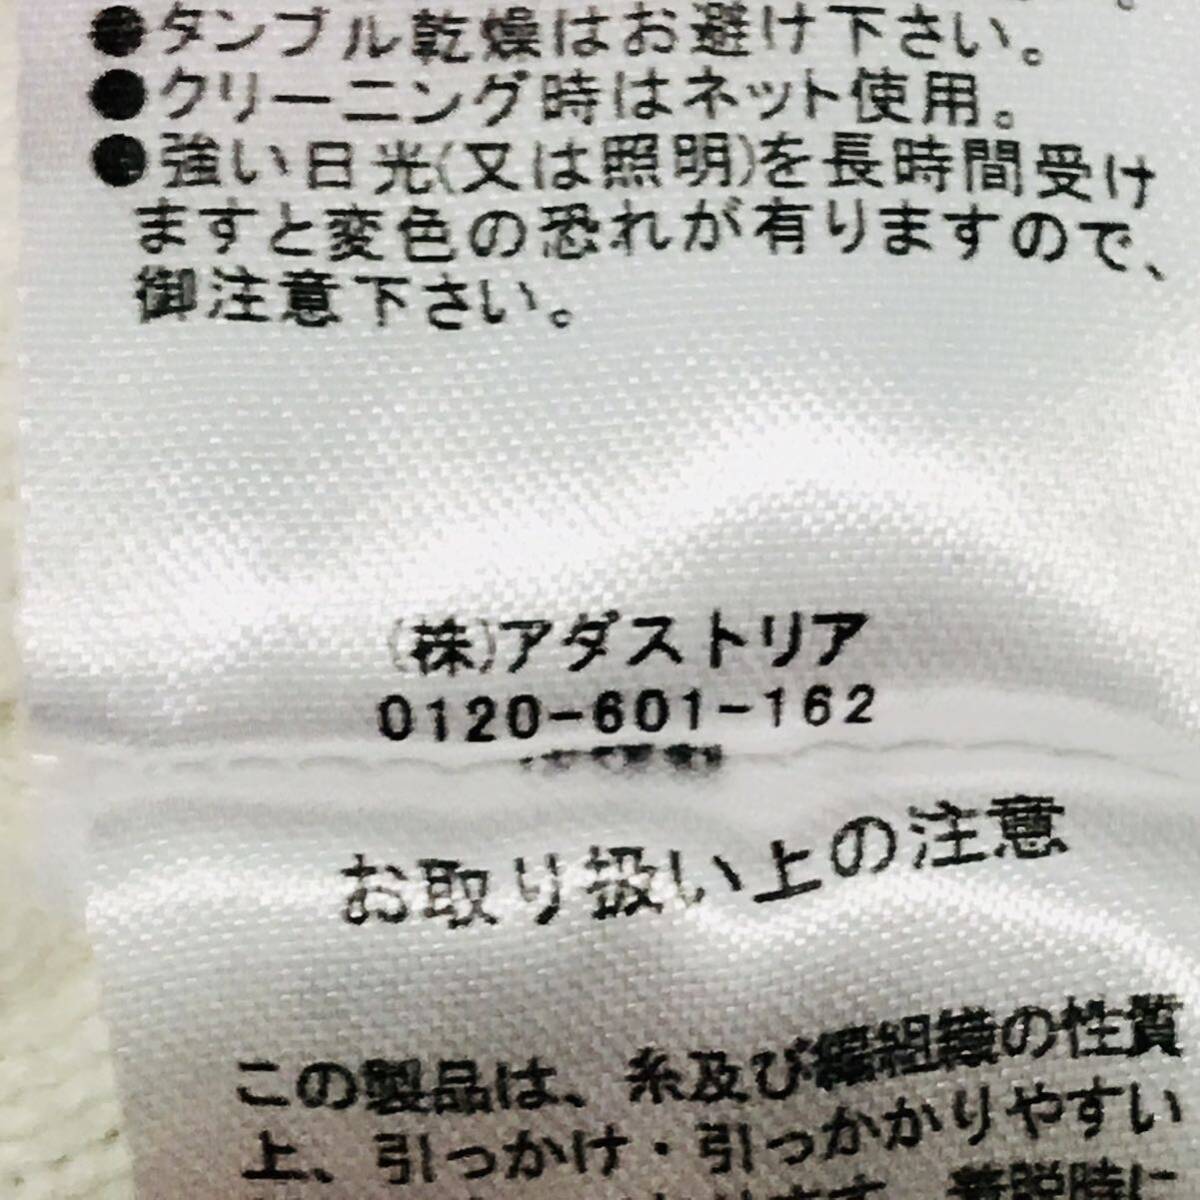 ●タンブル乾燥はお避け下さい。
●クリーニング時はネット使用。
●強い日光(又は照明)を長時間受け
ますと変色の恐れが有りますので、
御注意下さい。
(株)アダストリア
0120-601-162
お取り扱い上の注意
この製品は、糸及び編組織の性質
上、引っかけ・引っかかりやすい
着脱時に